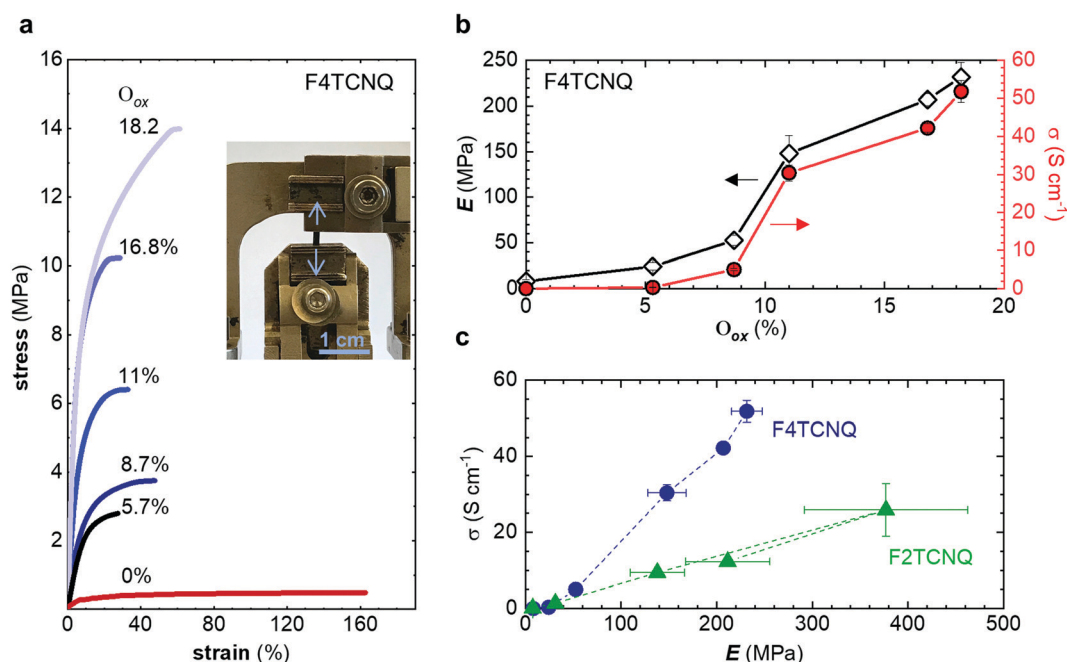 a
16
14
12
10
8
6
4
2
stress (MPa)
F4TCNQ
Oox
18.2
16.8%
11%
8.7%
5.7%
0%
1 cm
0 40 80 120 160
strain (%)
b
F4TCNQ
250
200
150
100
50
0
E (MPa)
60
50
40
30
20
10
0
σ (S cm-1)
0 5 10 15 20
Oox (%)
c
60
40
20
0
σ (S cm-1)
F4TCNQ
F2TCNQ
0 100 200 300 400 500
E (MPa)